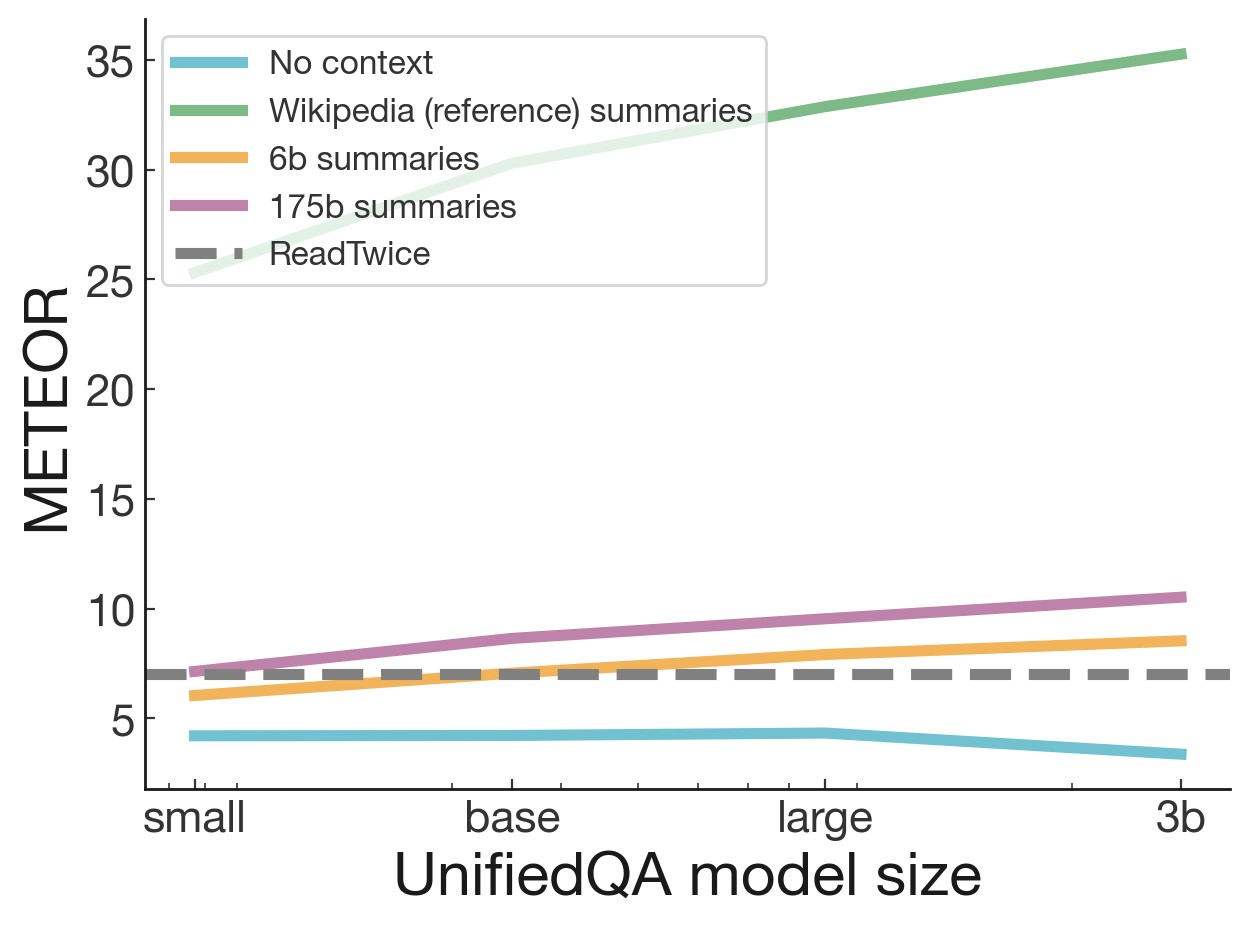 METEOR
35
30
25
20
15
10
5
No context
Wikipedia (reference) summaries
6b summaries
175b summaries
ReadTwice
small base large 3b
UnifiedQA model size